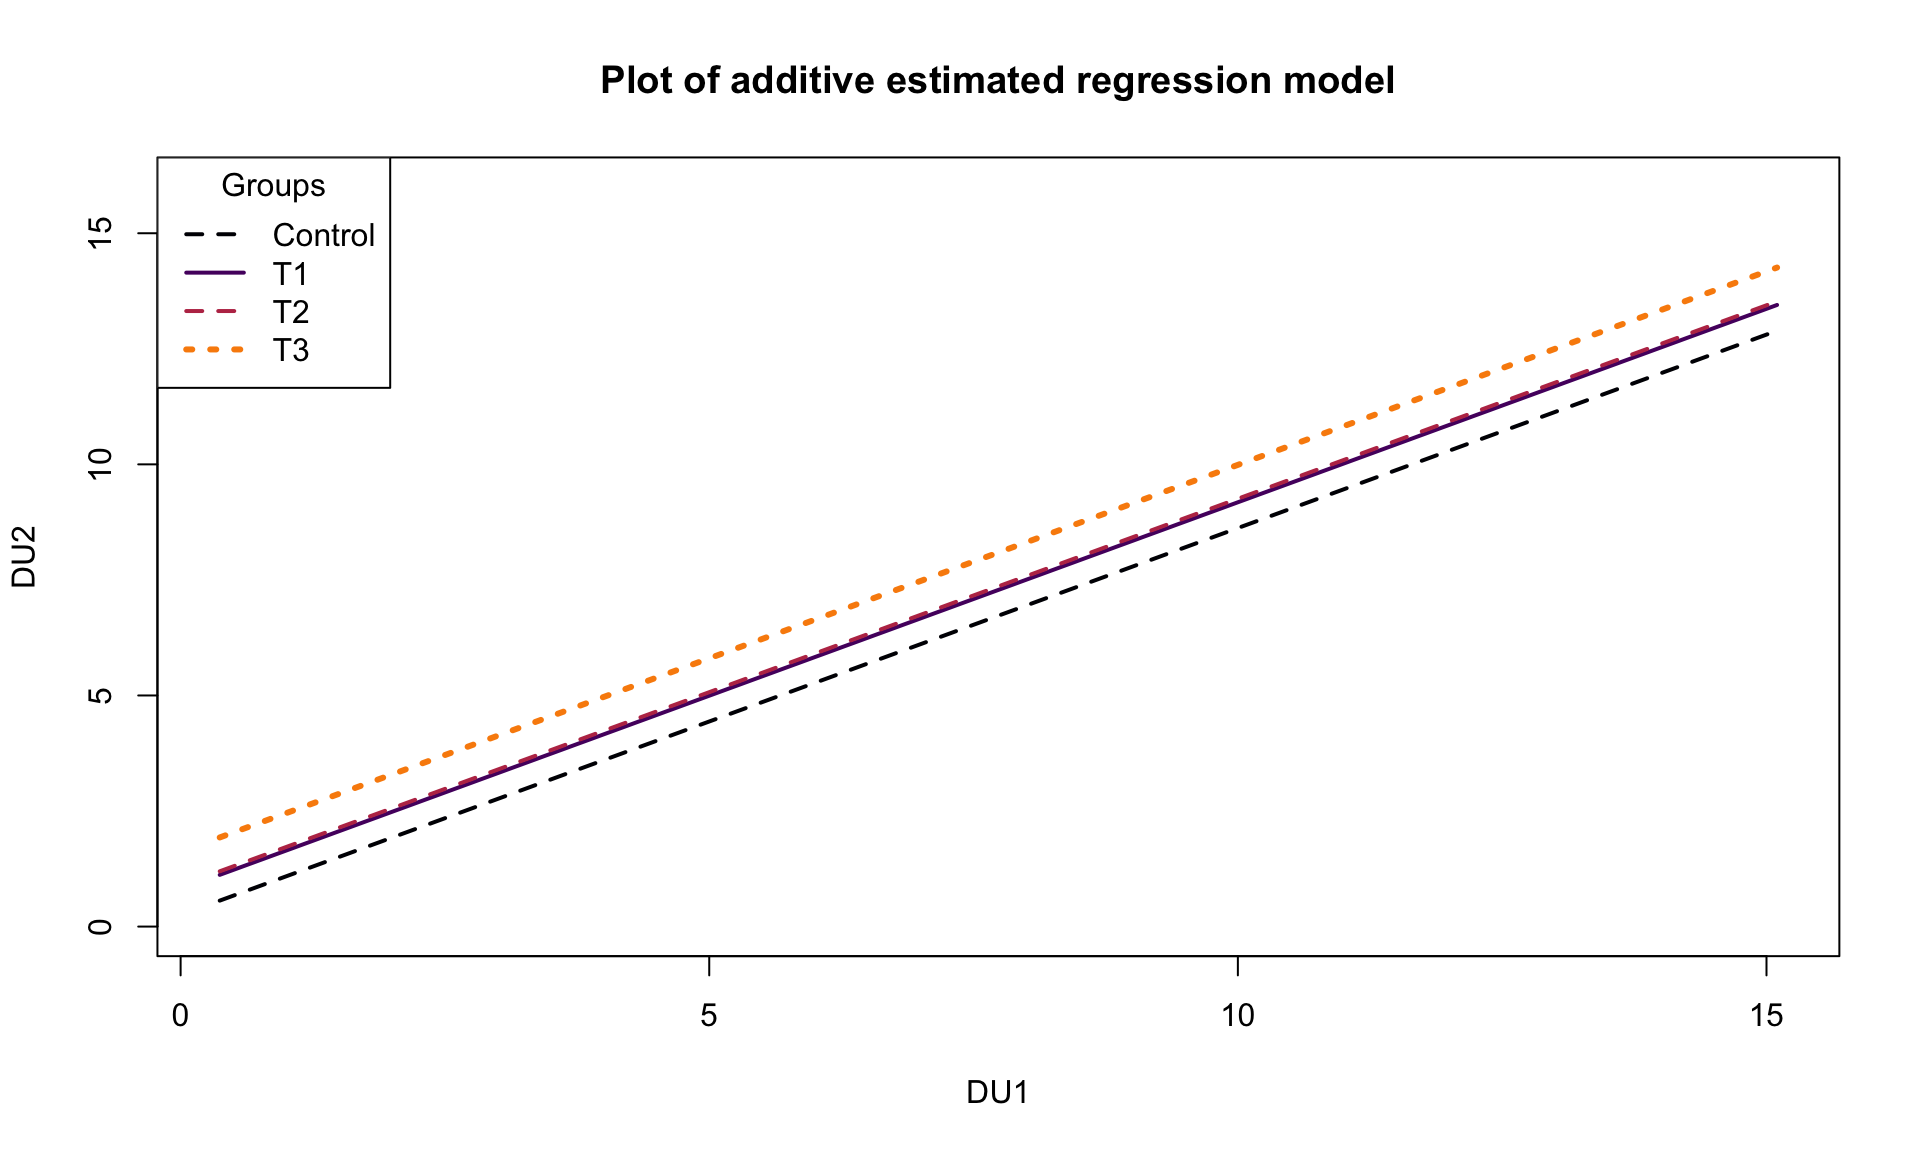 Plot of additive estimated regression model
Groups
Control
T1
T2
T3
15
10
5
0
DU2
0 5 10 15
DU1